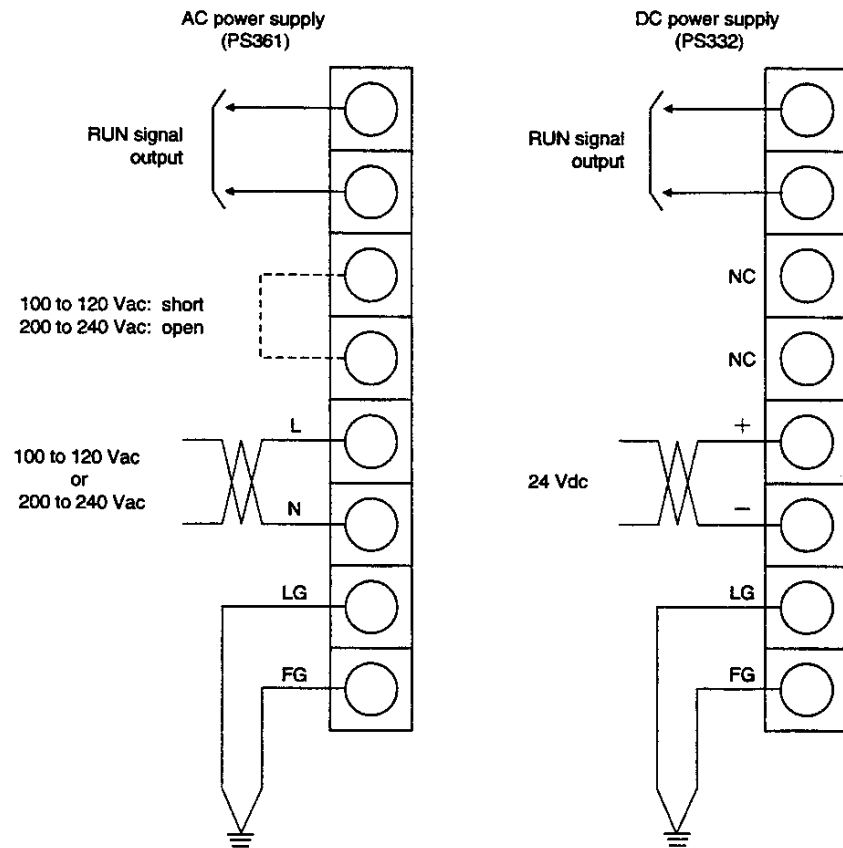 AC power supply
(PS361)
RUN signal
output
100 to 120 Vac: short
200 to 240 Vac: open
L
100 to 120 Vac
or
200 to 240 Vac
N
LG
FG
DC power supply
(PS332)
RUN signal
output
NC
NC
+
24 Vdc
−
LG
FG